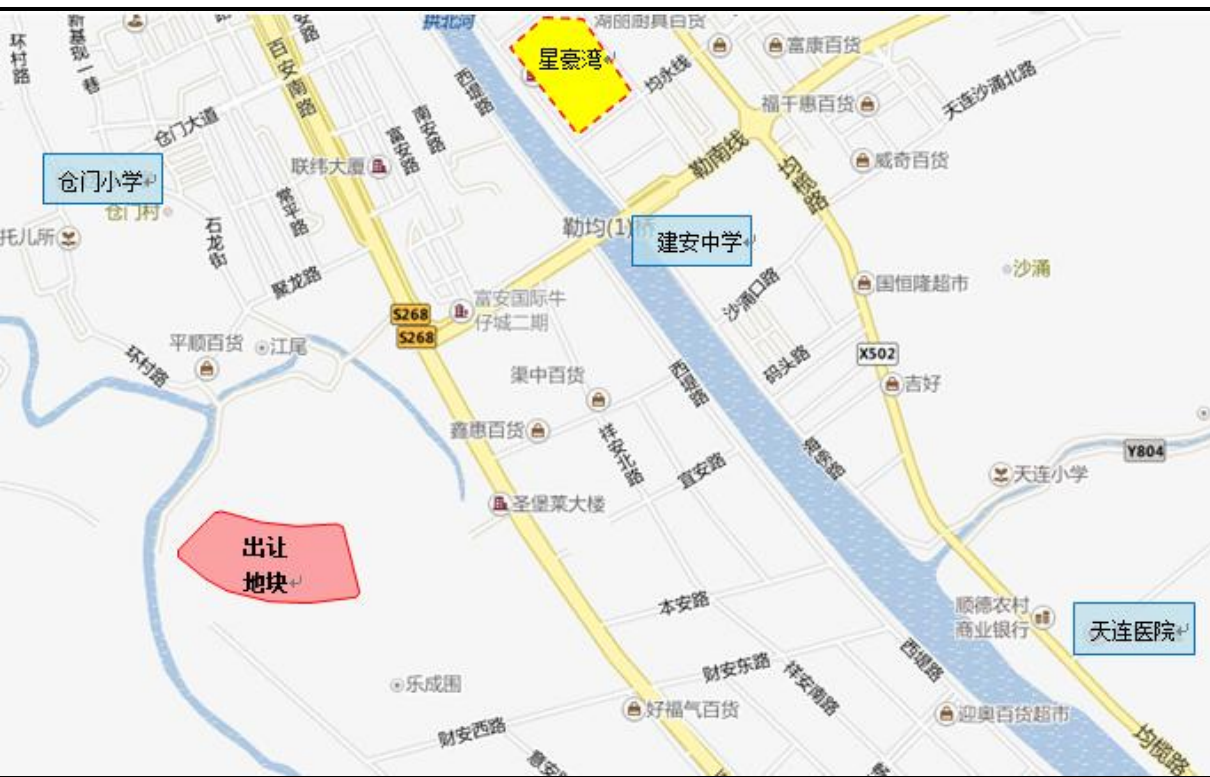 拱北河
湖丽厨具百货
新基现一巷
环村路
百安南路
西堤路
星豪湾
富康百货
均永线
福千惠百货
天连沙涌北路
仓门大道
富安路
南安路
勒南线
联纬大厦
威奇百货
仓门小学
均榄路
仓门村
常平路
石龙街
托儿所
勒均(1)桥
建安中学
聚龙路
沙涌
国恒隆超市
沙涌口路
富安国际牛
仔城二期
S268
S268
平顺百货
江尾
环村路
X502
码头路
渠中百货
西堤路
吉好
鑫惠百货
祥安北路
宜安路
Y804
天连小学
圣堡莱大楼
出让
地块
本安路
顺德农村
商业银行
天连医院
财安东路
西堤路
祥安南路
乐成围
好福气百货
迎奥百货超市
财安西路
均榄路